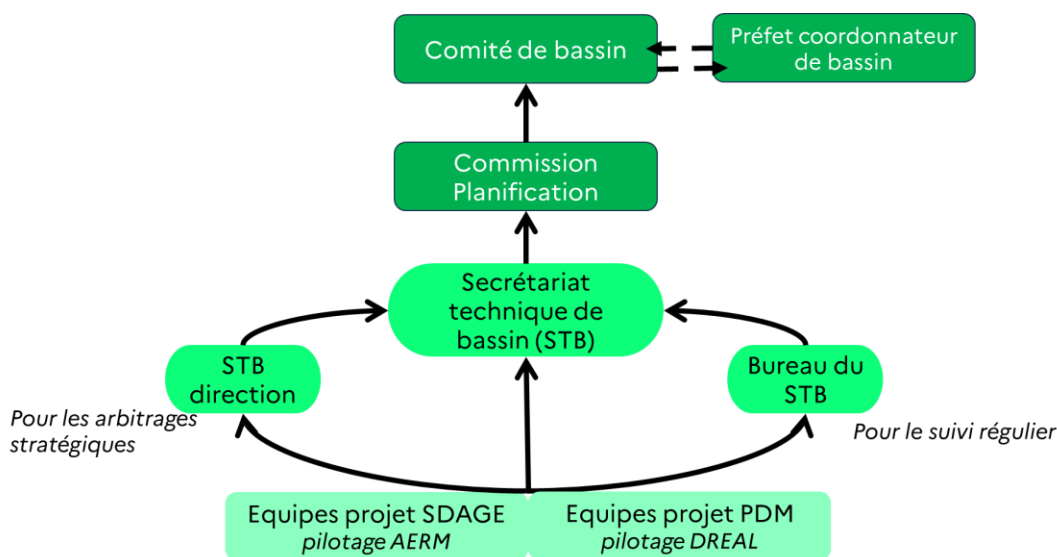 Comité de bassin
Préfet coordonnateur
de bassin
Commission
Planification
Secrétariat
technique de
bassin (STB)
STB
direction
Bureau du
STB
Pour les arbitrages
stratégiques
Pour le suivi régulier
Equipes projet SDAGE
pilotage AERM
Equipes projet PDM
pilotage DREAL